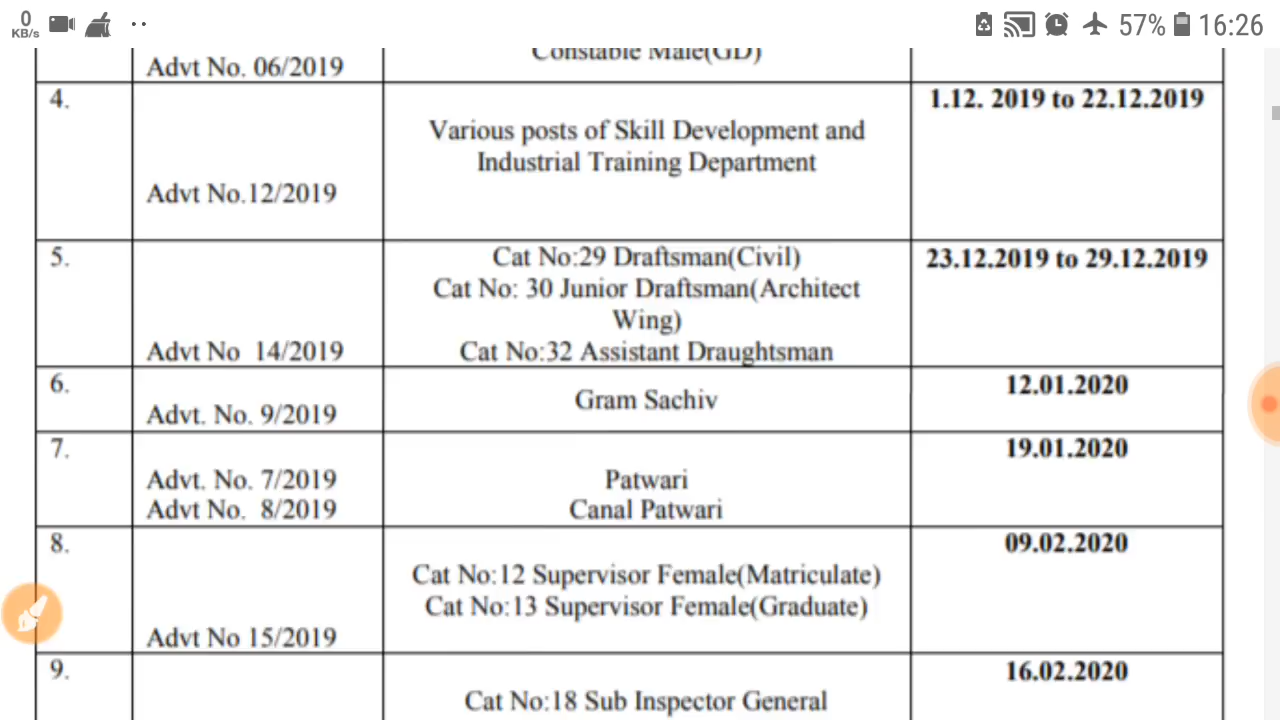 0
KB/s
57%
16:26
Advt No. 06/2019
Constable Male(GD)
4.
Advt No.12/2019
Various posts of Skill Development and
Industrial Training Department
1.12. 2019 to 22.12.2019
5.
Advt No 14/2019
Cat No:29 Draftsman(Civil)
Cat No: 30 Junior Draftsman(Architect
Wing)
Cat No:32 Assistant Draughtsman
23.12.2019 to 29.12.2019
6.
Advt. No. 9/2019
Gram Sachiv
12.01.2020
7.
Advt. No. 7/2019
Advt No. 8/2019
Patwari
Canal Patwari
19.01.2020
8.
Advt No 15/2019
Cat No:12 Supervisor Female(Matriculate)
Cat No:13 Supervisor Female(Graduate)
09.02.2020
9.
Cat No:18 Sub Inspector General
16.02.2020